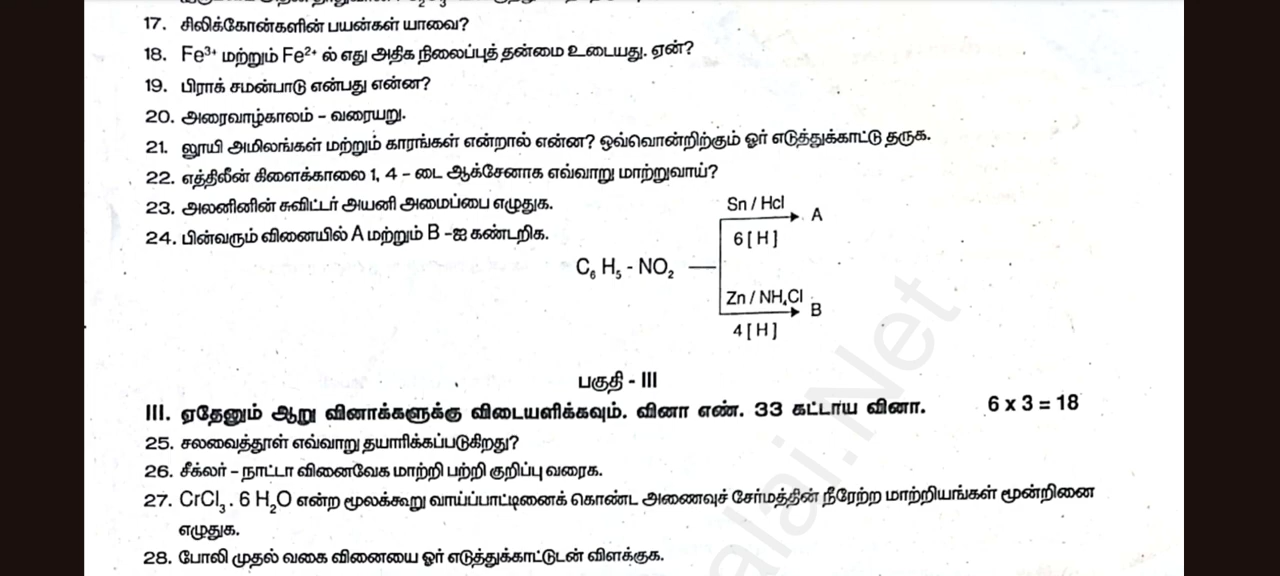 17. சிலிக்கோன்களின் பயன்கள் யாவை?
18. Fe³⁺ மற்றும் Fe²⁺ ல் எது அதிக நிலைப்புத் தன்மை உடையது. ஏன்?
19. பிராக் சமன்பாடு என்பது என்ன?
20. அரைவாழ்காலம் – வரையறு.
21. லூயி அமிலங்கள் மற்றும் காரங்கள் என்றால் என்ன? ஒவ்வொன்றிற்கும் ஓர் எடுத்துக்காட்டு தருக.
22. எத்திலீன் கிளைக்காலை 1, 4 – டை ஆக்சேனாக எவ்வாறு மாற்றுவாய்?
23. அலனினின் சுவிட்டர் அயனி அமைப்பை எழுதுக.
24. பின்வரும் வினையில் A மற்றும் B -ஐ கண்டறிக.
Sn / Hcl
A
6 [ H ]
C₆ H₅ - NO₂
Zn / NH₄Cl
B
4 [ H ]
பகுதி - III
III. ஏதேனும் ஆறு வினாக்களுக்கு விடையளிக்கவும். வினா எண். 33 கட்டாய வினா. 6 x 3 = 18
25. சலவைத்தூள் எவ்வாறு தயாரிக்கப்படுகிறது?
26. சீக்லர் – நாட்டா வினைவேக மாற்றி பற்றி குறிப்பு வரைக.
27. CrCl₃ . 6 H₂O என்ற மூலக்கூறு வாய்ப்பாட்டினைக் கொண்ட அணைவுச் சேர்மத்தின் நீரேற்ற மாற்றியங்கள் மூன்றினை
எழுதுக.
28. போலி முதல் வகை வினையை ஓர் எடுத்துக்காட்டுடன் விளக்குக.
alai.Net